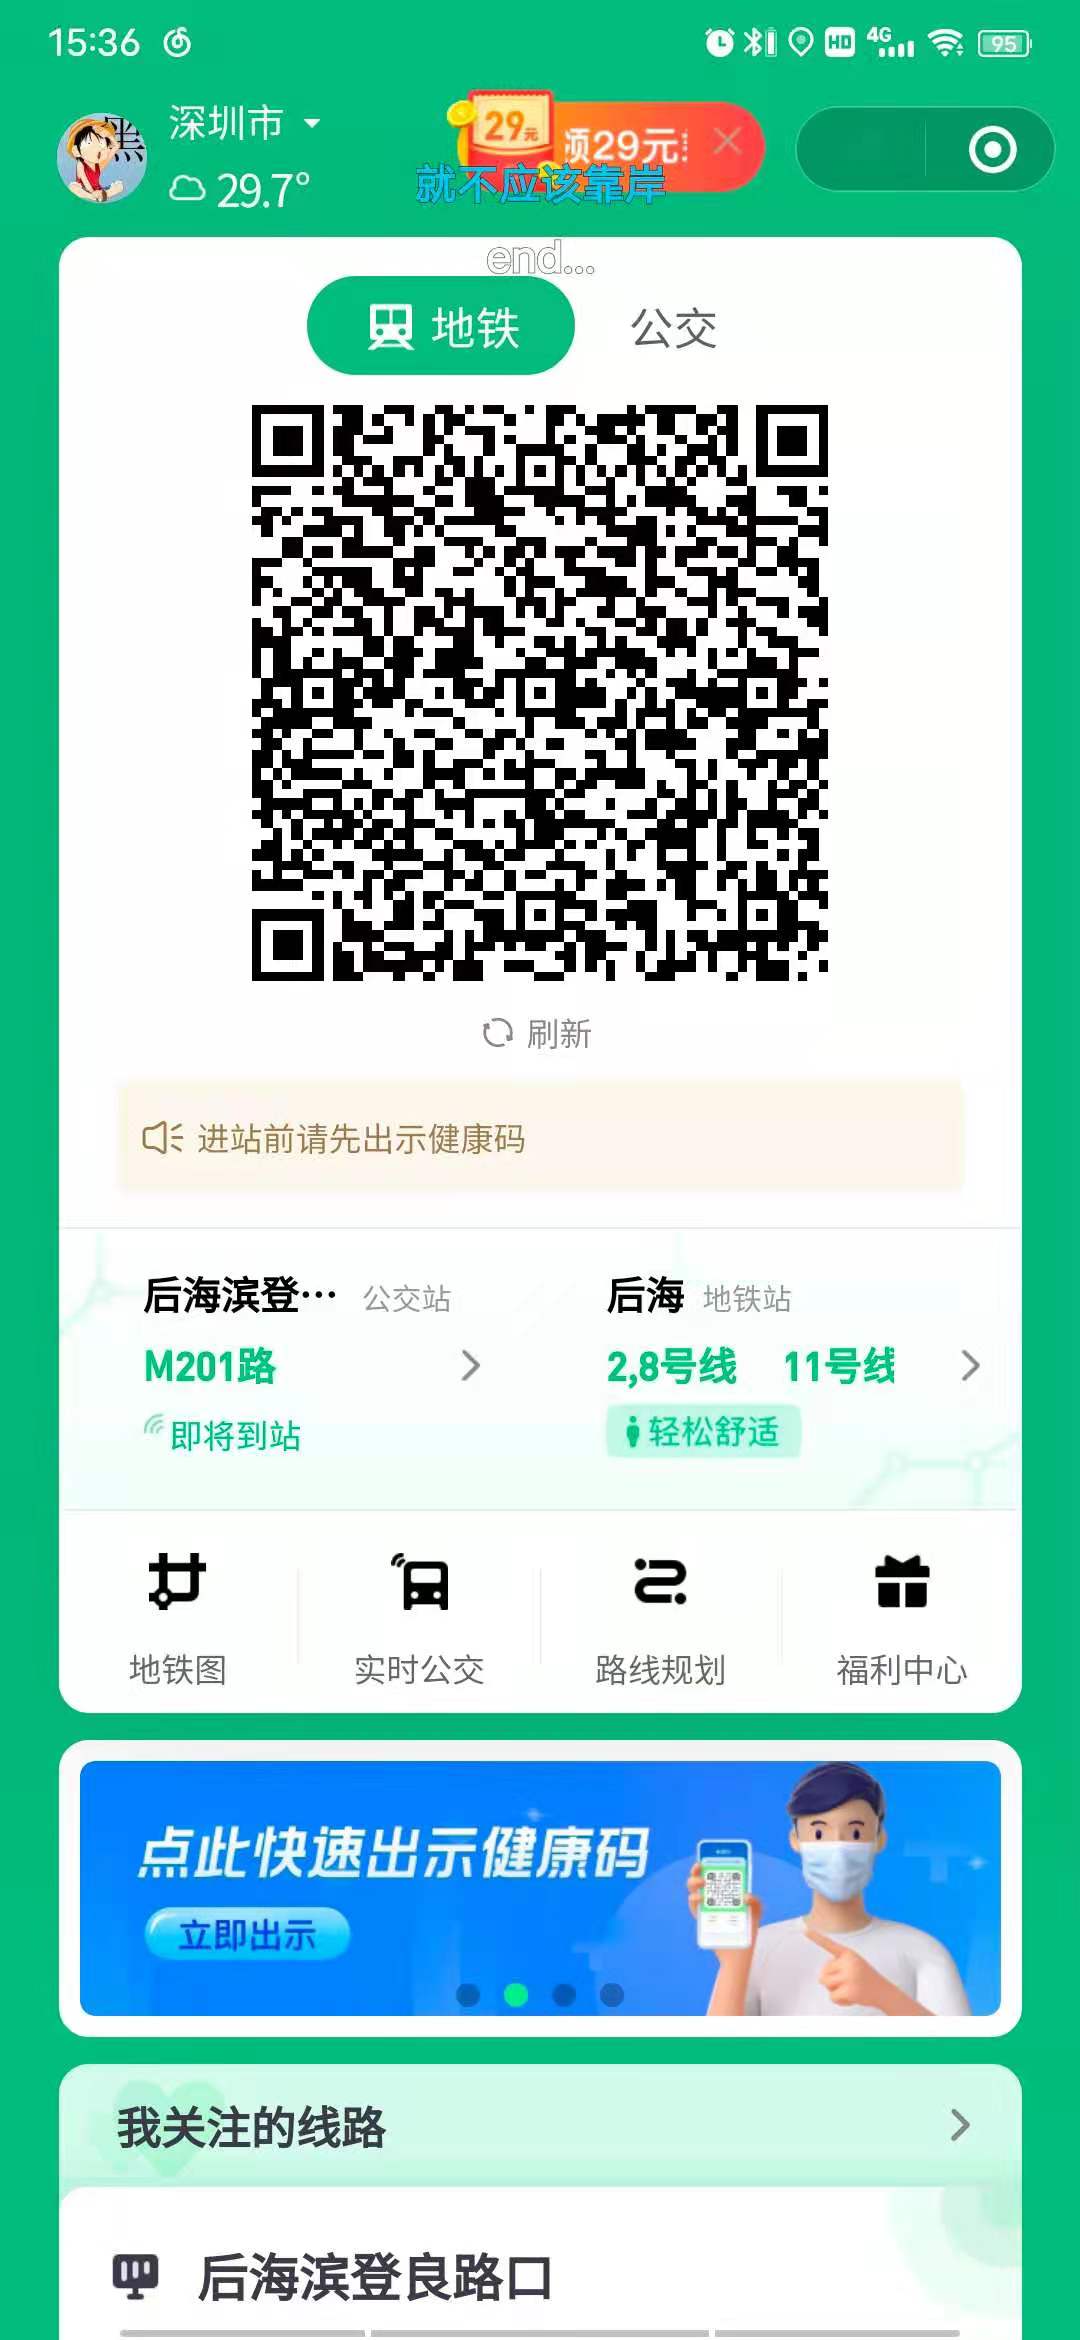 15:36
HD
4G
95
黑
深圳市
29.7°
29元
领29元
就不应该靠岸
end...
地铁
公交
刷新
进站前请先出示健康码
后海滨登… 公交站
M201路
即将到站
后海 地铁站
2,8号线 11号线
轻松舒适
地铁图
实时公交
路线规划
福利中心
点此快速出示健康码
立即出示
我关注的线路
后海滨登良路口